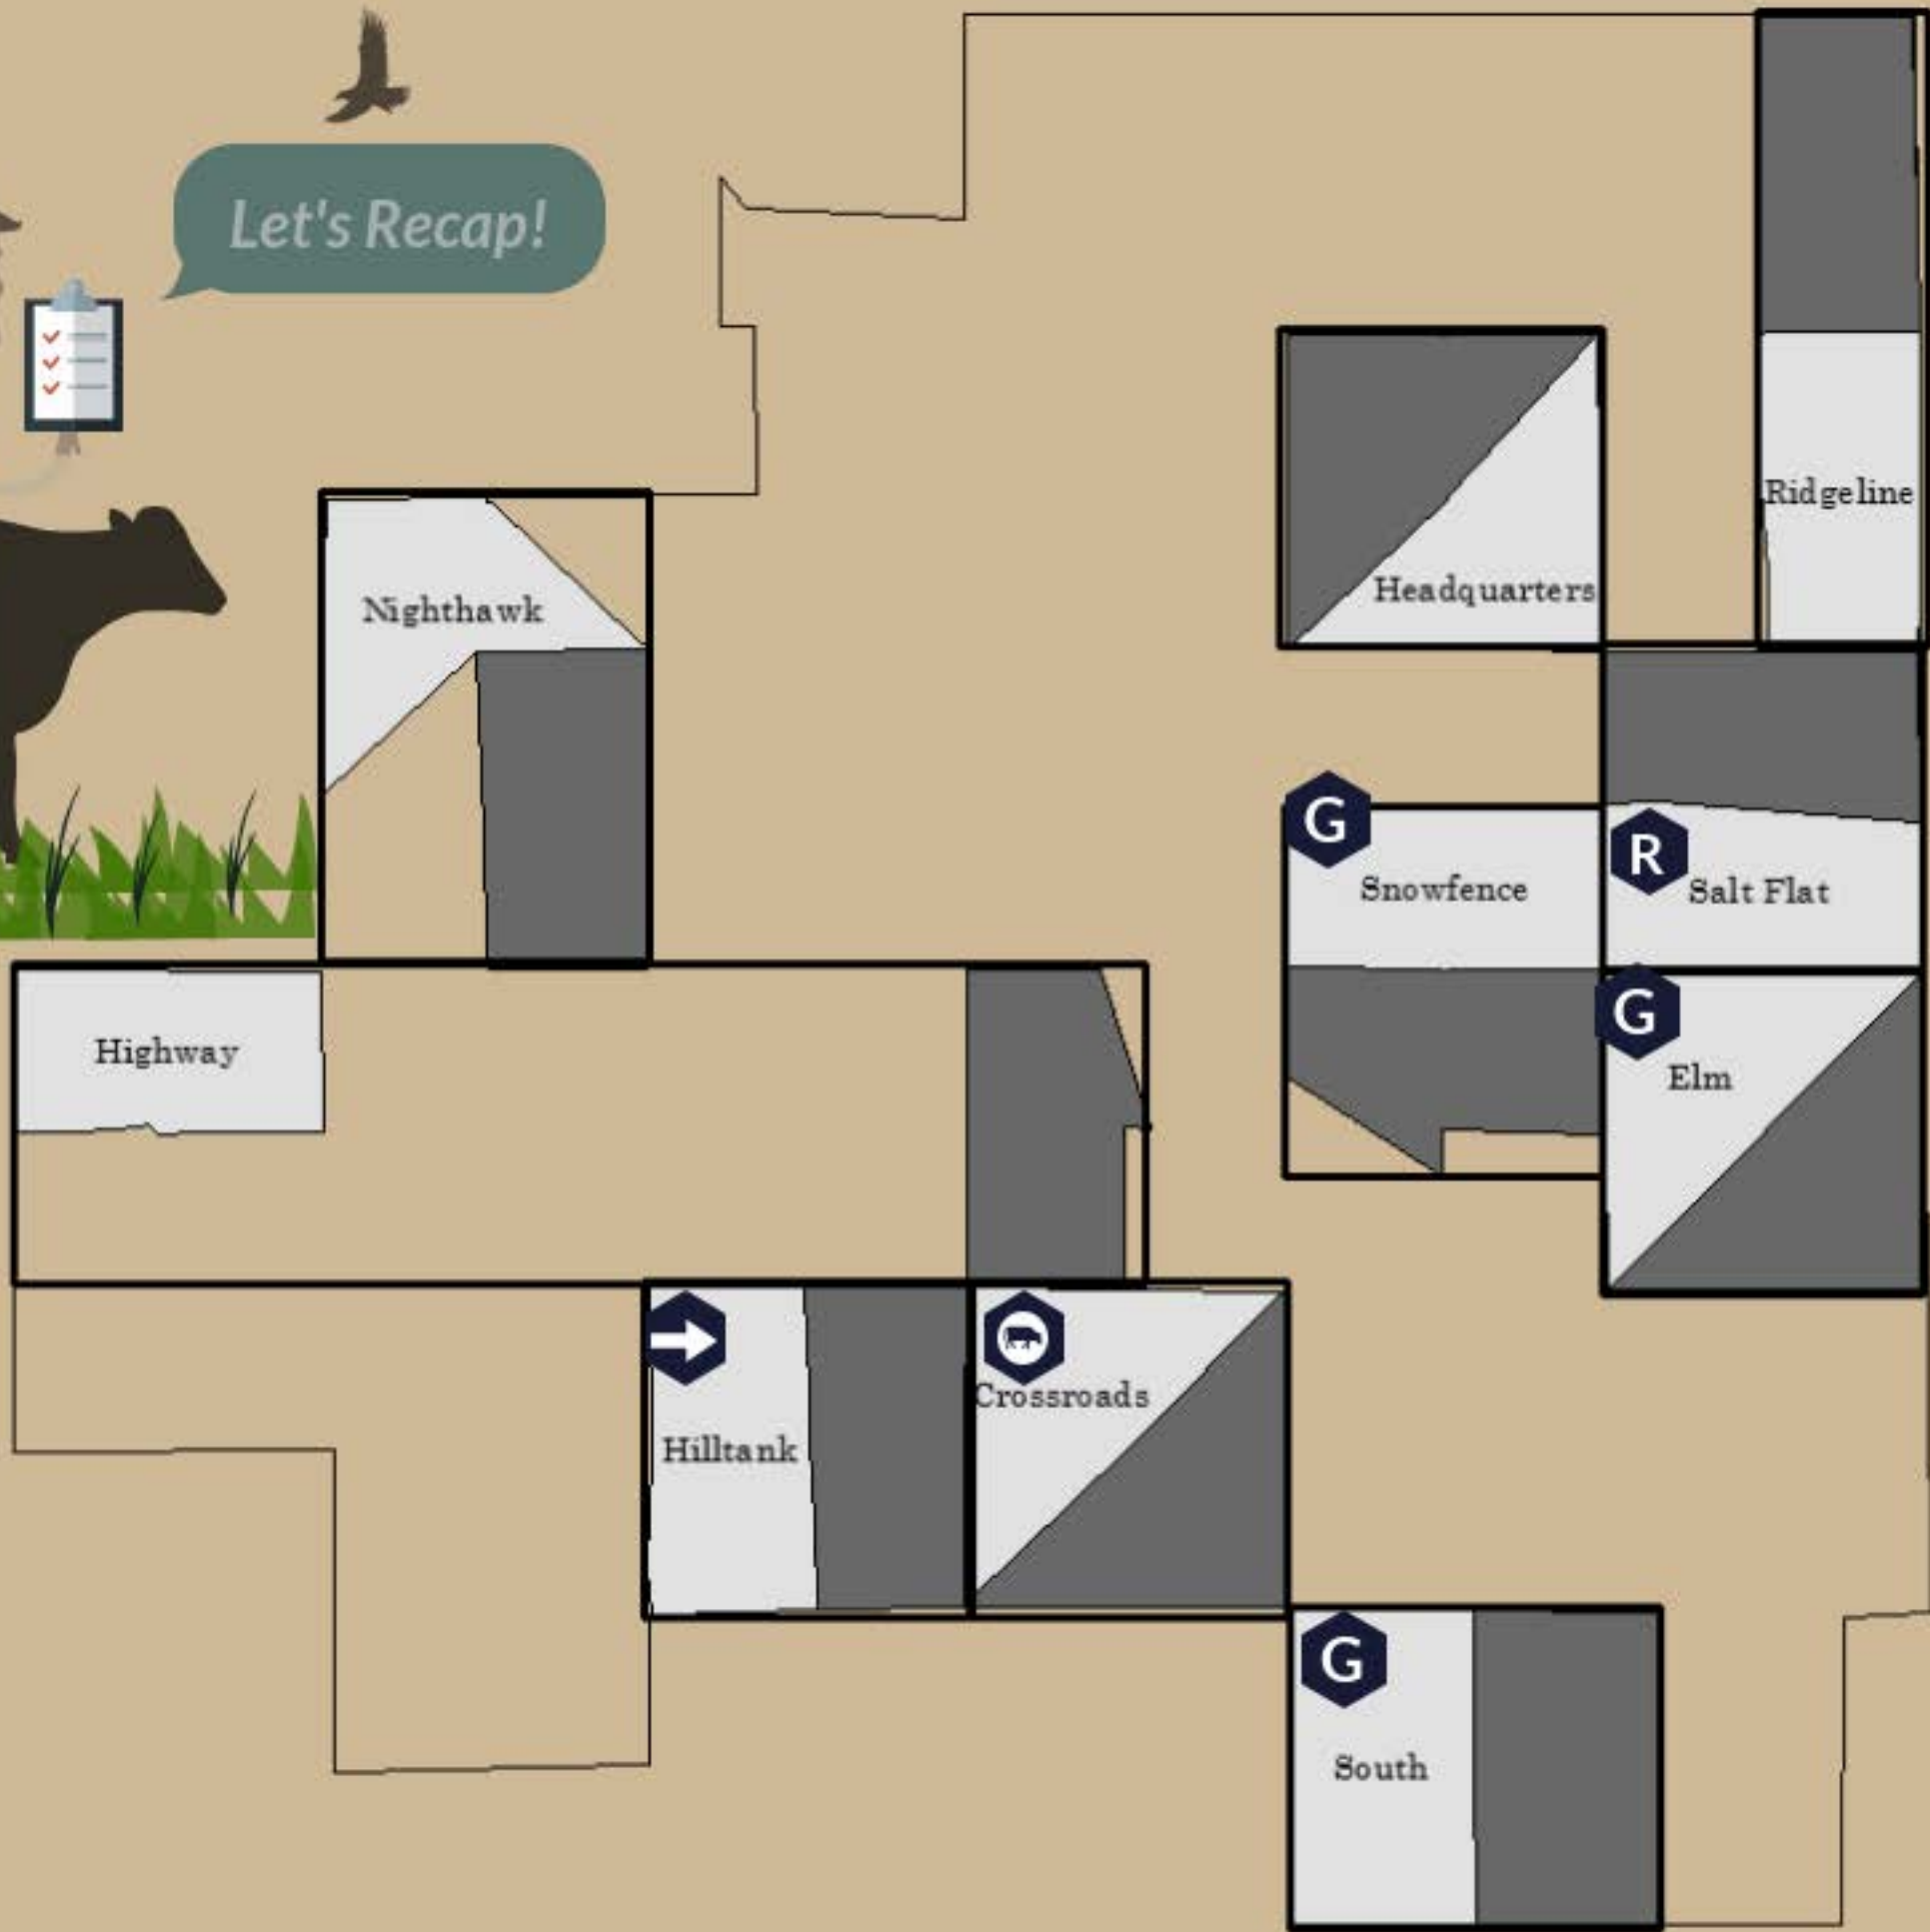 Let's Recap!
Ridgeline
Headquarters
Nighthawk
G
Snowfence
R
Salt Flat
G
Elm
Highway
Crossroads
Hilltank
G
South